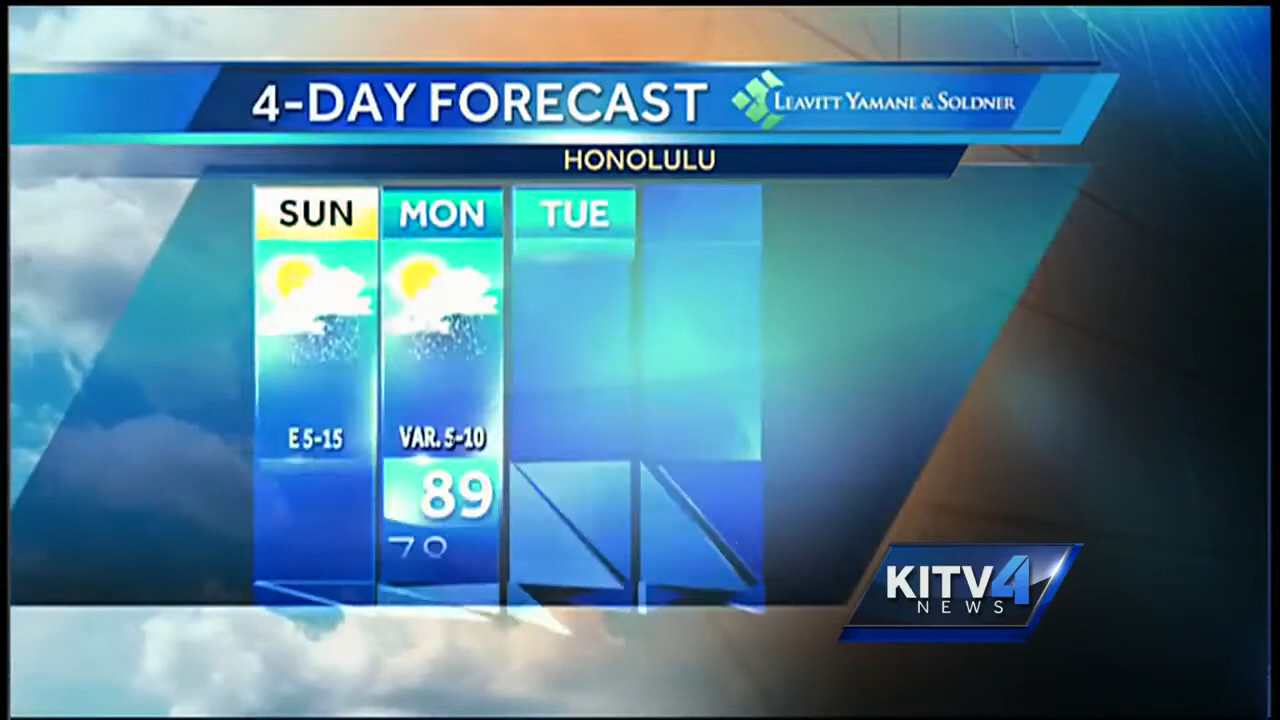 4-DAY FORECAST
LEAVITT YAMANE & SOLDNER
HONOLULU
SUN MON TUE
E 5-15 VAR. 5-10
89
KITV4
NEWS